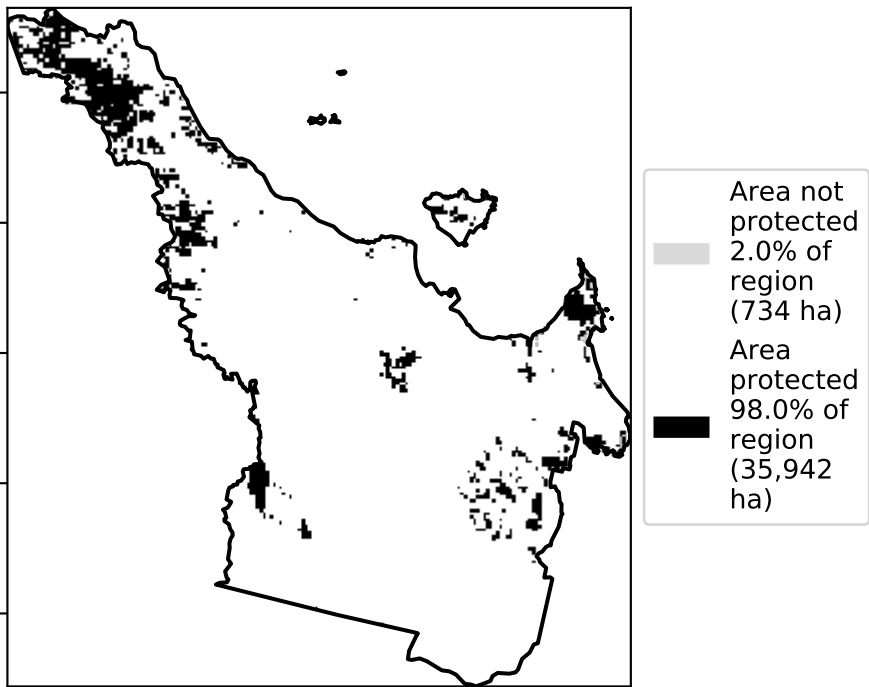 Area not
protected
2.0% of
region
(734 ha)
Area
protected
98.0% of
region
(35,942
ha)